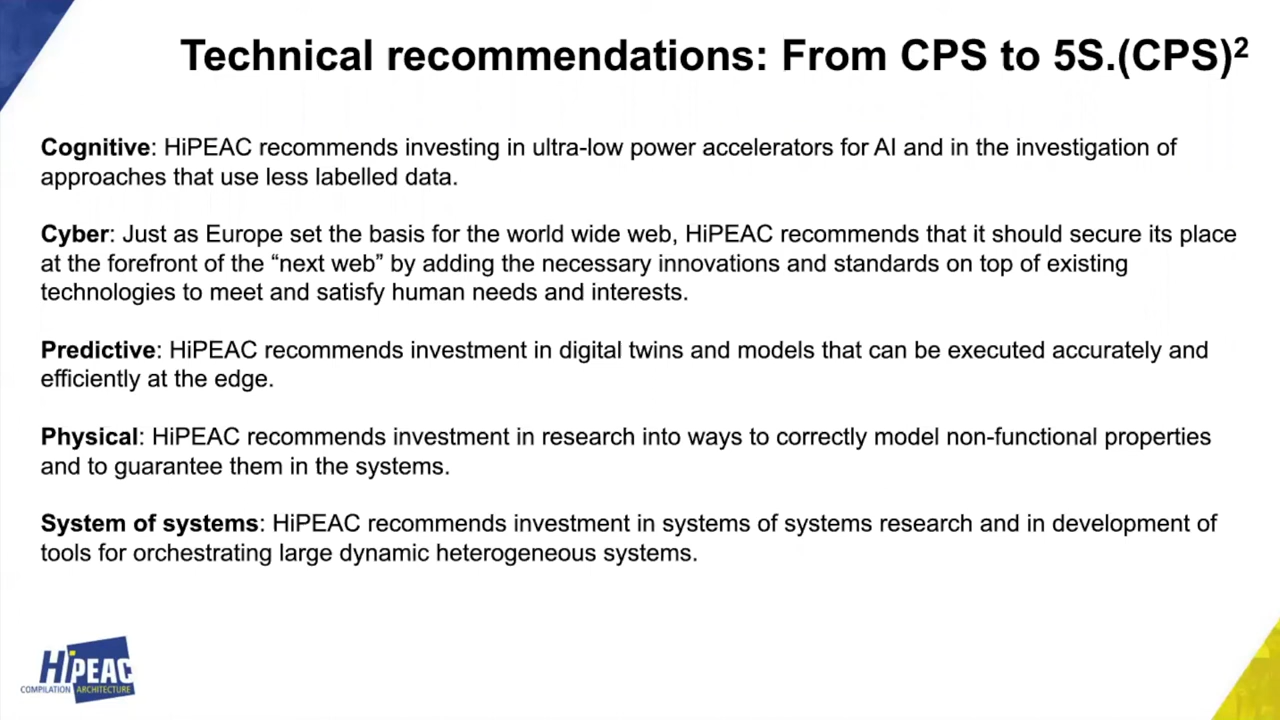 Technical recommendations: From CPS to 5S.(CPS)²
Cognitive: HiPEAC recommends investing in ultra-low power accelerators for AI and in the investigation of
approaches that use less labelled data.
Cyber: Just as Europe set the basis for the world wide web, HiPEAC recommends that it should secure its place
at the forefront of the “next web” by adding the necessary innovations and standards on top of existing
technologies to meet and satisfy human needs and interests.
Predictive: HiPEAC recommends investment in digital twins and models that can be executed accurately and
efficiently at the edge.
Physical: HiPEAC recommends investment in research into ways to correctly model non-functional properties
and to guarantee them in the systems.
System of systems: HiPEAC recommends investment in systems of systems research and in development of
tools for orchestrating large dynamic heterogeneous systems.
HiPEAC
COMPILATION ARCHITECTURE